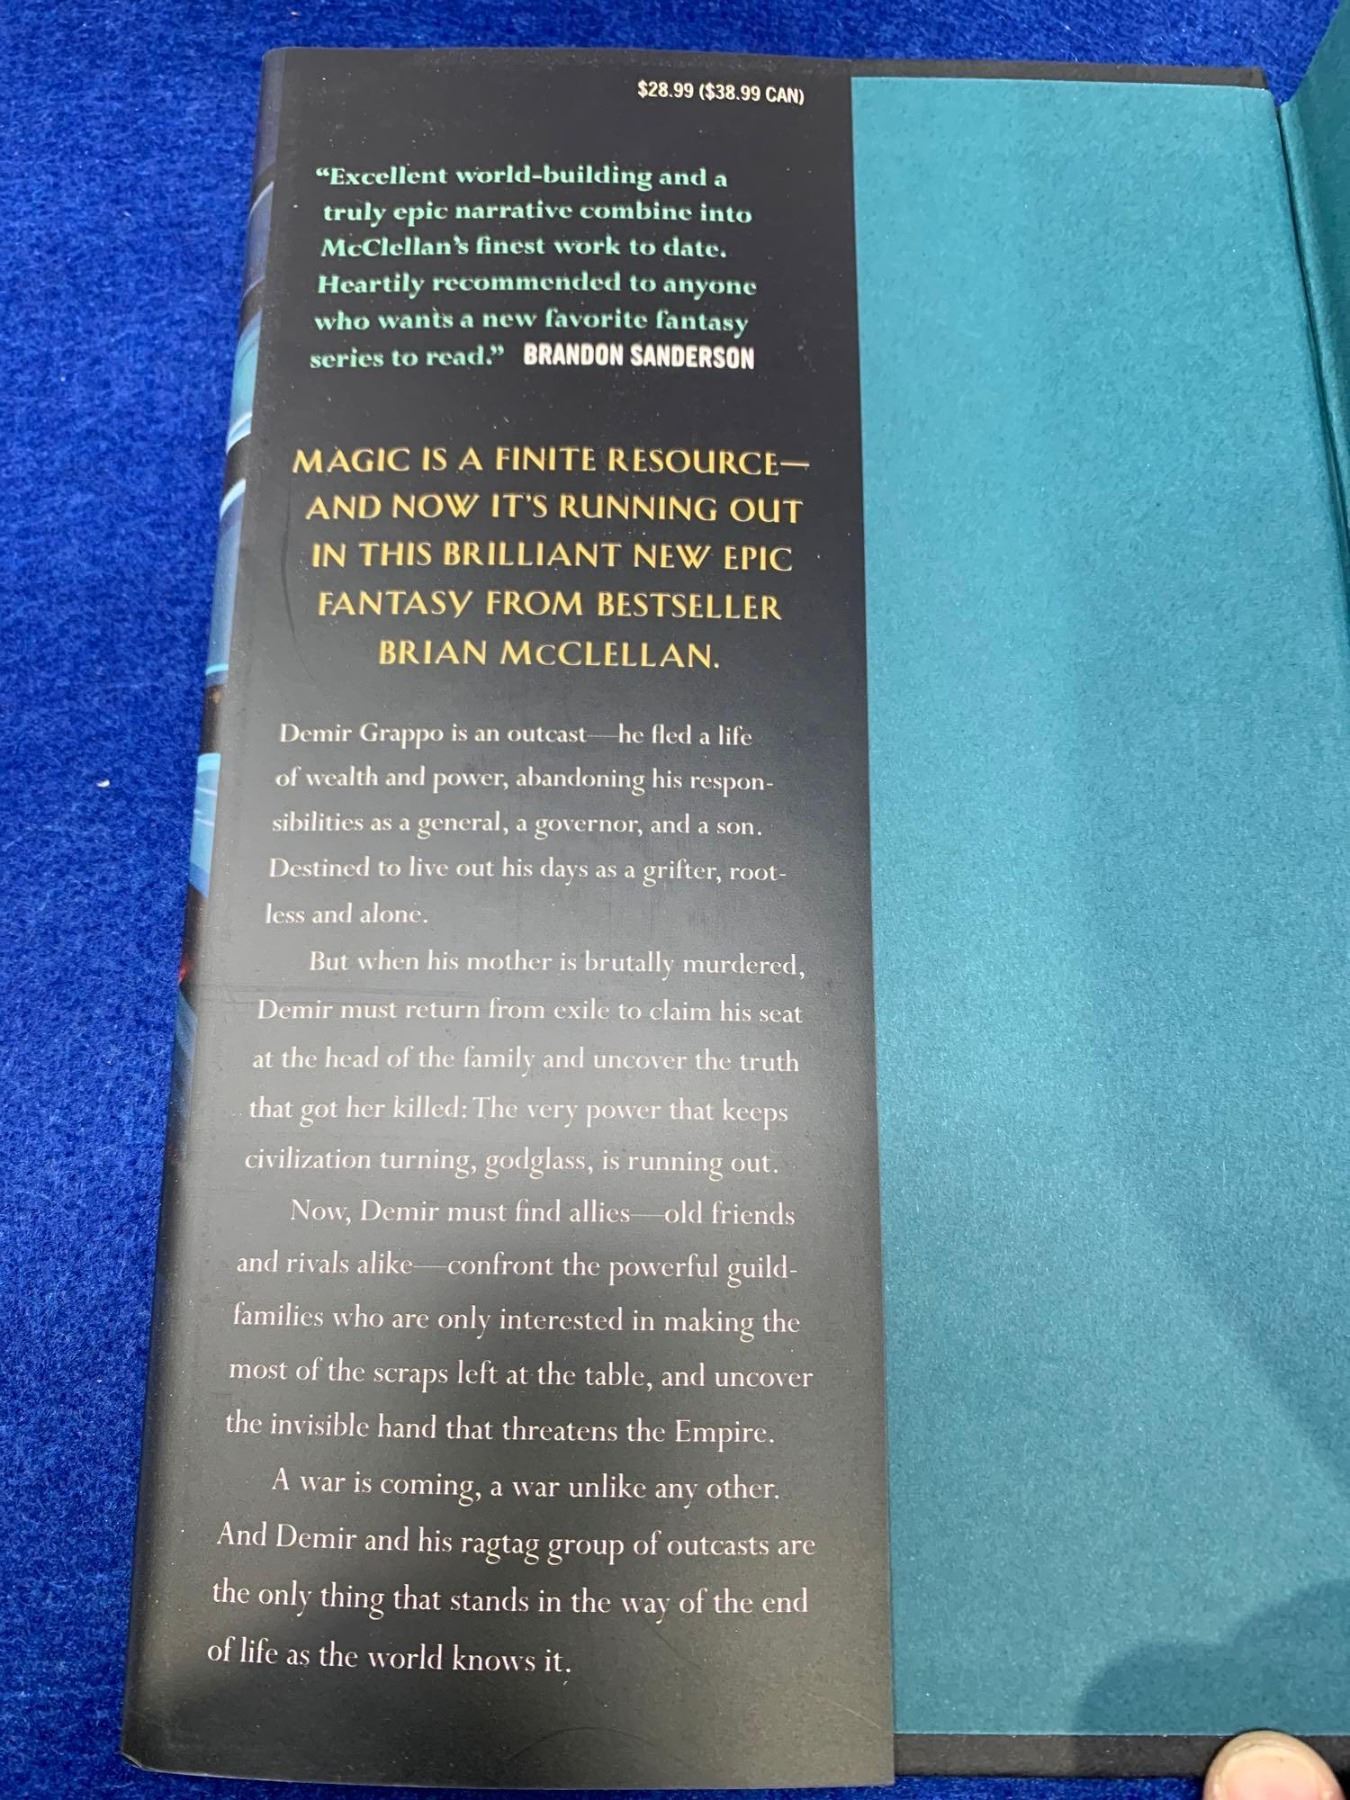 $28.99 ($38.99 CAN)
“Excellent world-building and a
truly epic narrative combine into
McClellan’s finest work to date.
Heartily recommended to anyone
who wants a new favorite fantasy
series to read.” BRANDON SANDERSON
MAGIC IS A FINITE RESOURCE—
AND NOW IT'S RUNNING OUT
IN THIS BRILLIANT NEW EPIC
FANTASY FROM BESTSELLER
BRIAN McCLELLAN.
Demir Grappo is an outcast—he fled a life
of wealth and power, abandoning his respon-
sibilities as a general, a governor, and a son.
Destined to live out his days as a grifter, root-
less and alone.
But when his mother is brutally murdered,
Demir must return from exile to claim his seat
at the head of the family and uncover the truth
that got her killed: The very power that keeps
civilization turning, godglass, is running out.
Now, Demir must find allies—old friends
and rivals alike—confront the powerful guild-
families who are only interested in making the
most of the scraps left at the table, and uncover
the invisible hand that threatens the Empire.
A war is coming, a war unlike any other.
And Demir and his ragtag group of outcasts are
the only thing that stands in the way of the end
of life as the world knows it.